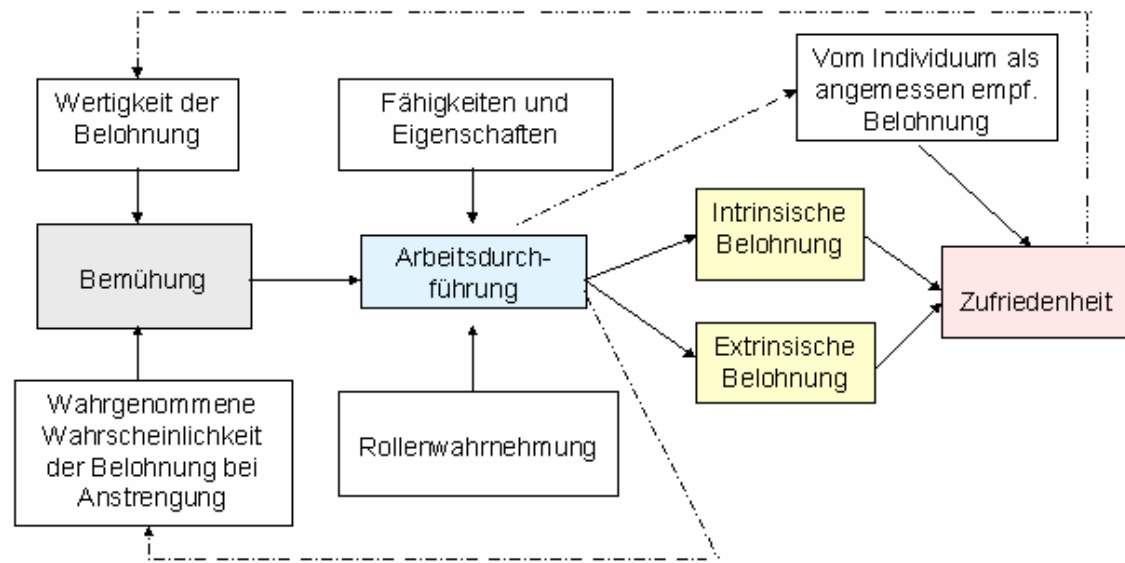 Wertigkeit der
Belohnung
Fähigkeiten und
Eigenschaften
Vom Individuum als
angemessen empf.
Belohnung
Bemühung
Arbeitsdurch-
führung
Intrinsische
Belohnung
Extrinsische
Belohnung
Zufriedenheit
Wahrgenommene
Wahrscheinlichkeit
der Belohnung bei
Anstrengung
Rollenwahrnehmung